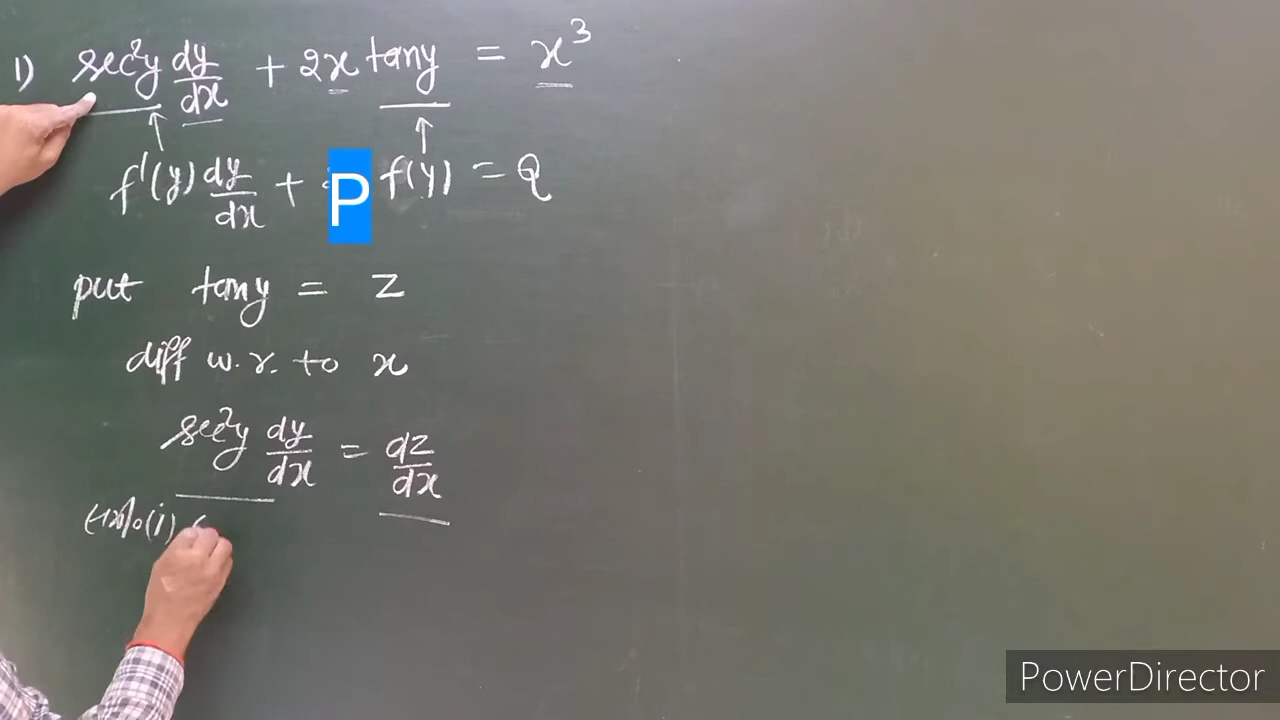 1) sec²y dy/dx + 2x tany = x³
f'(y) dy/dx + P f(y) = Q
put tany = z
diff w.r. to x
sec²y dy/dx = dz/dx
(i)
PowerDirector